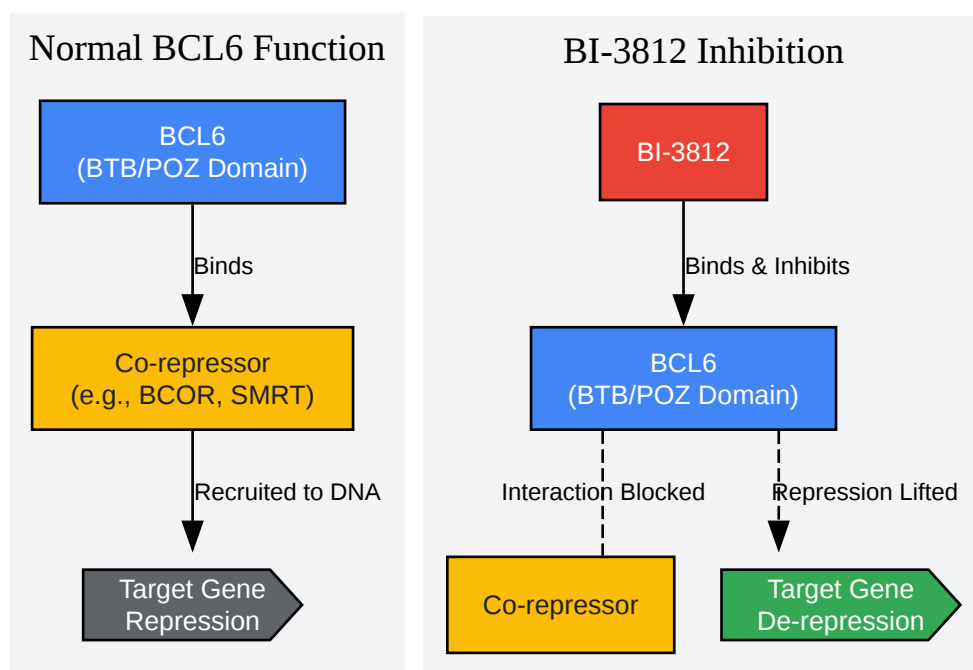 Normal BCL6 Function
BCL6
(BTB/POZ Domain)
Binds
Co-repressor
(e.g., BCOR, SMRT)
Recruited to DNA
Target Gene
Repression
BI-3812 Inhibition
BI-3812
Binds & Inhibits
BCL6
(BTB/POZ Domain)
Interaction Blocked
Repression Lifted
Co-repressor
Target Gene
De-repression